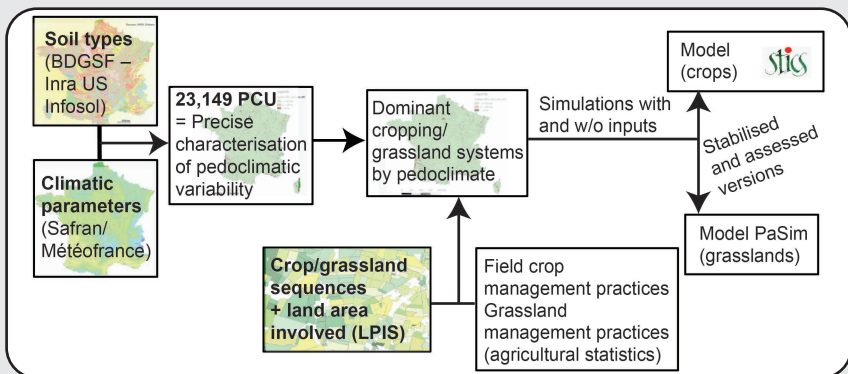 Soil types
(BDGSF –
Inra US
Infosol)
Climatic
parameters
(Safran/
Météofrance)
23,149 PCU
= Precise
characterisation
of pedoclimatic
variability
Dominant
cropping/
grassland systems
by pedoclimate
Crop/grassland
sequences
+ land area
involved (LPIS)
Field crop
management practices
Grassland
management practices
(agricultural statistics)
Simulations with
and w/o inputs
Model
(crops)
stics
Stabilised
and assessed
versions
Model PaSim
(grasslands)